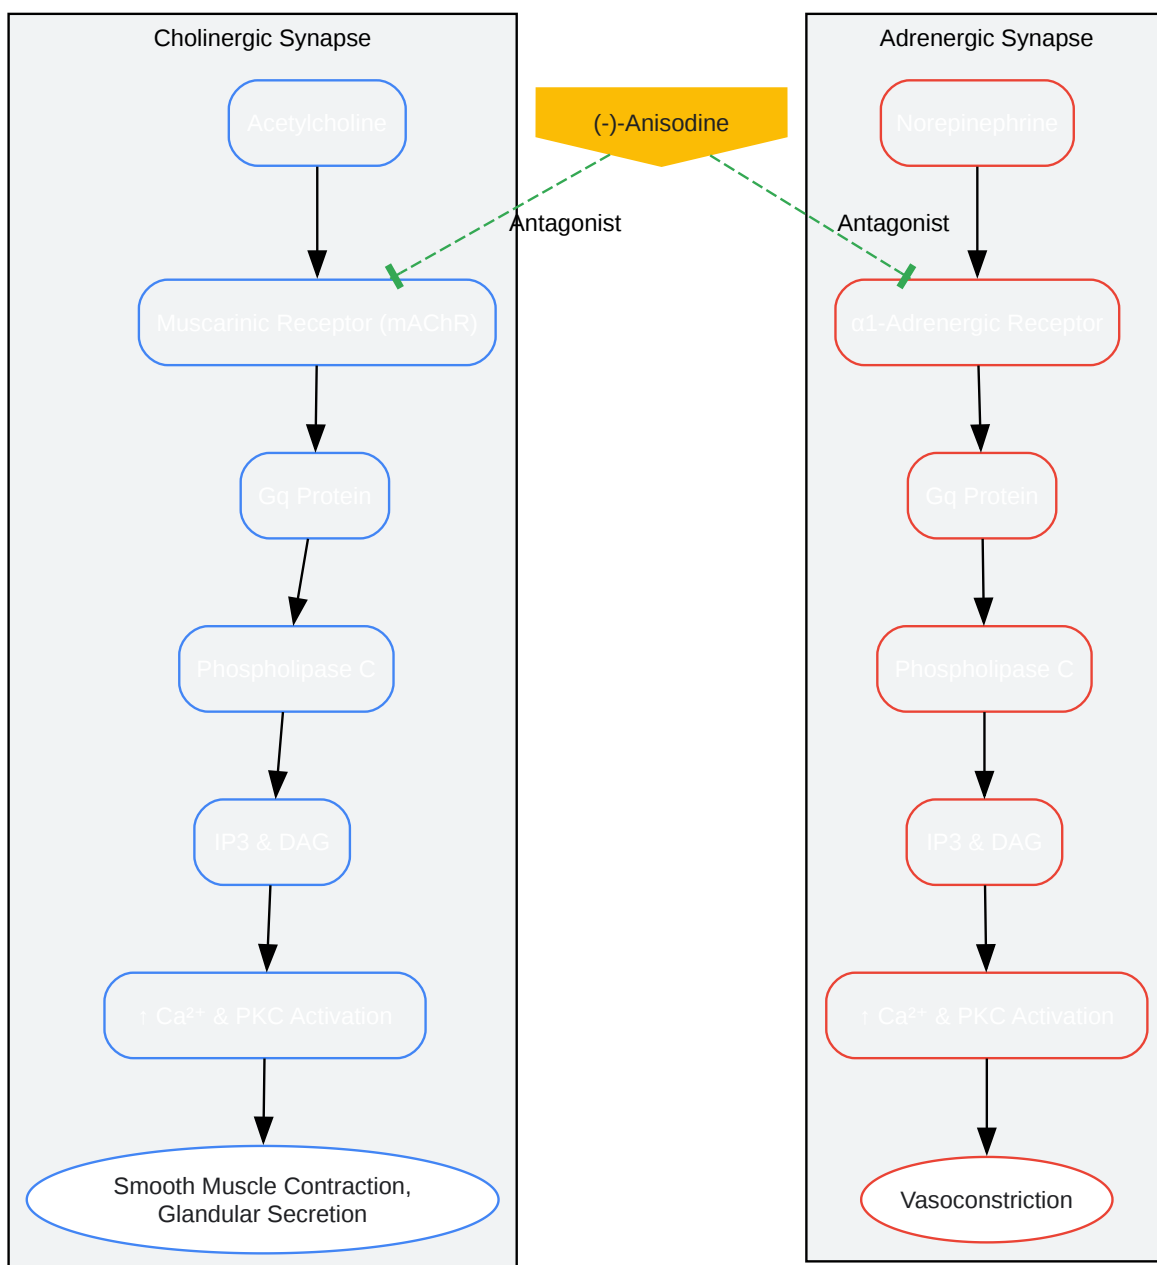 Cholinergic Synapse
Acetylcholine
Muscarinic Receptor (mAChR)
Gq Protein
Phospholipase C
IP3 & DAG
↑ Ca²⁺ & PKC Activation
Smooth Muscle Contraction,
Glandular Secretion
(-)-Anisodine
Antagonist
Antagonist
Adrenergic Synapse
Norepinephrine
α1-Adrenergic Receptor
Gq Protein
Phospholipase C
IP3 & DAG
↑ Ca²⁺ & PKC Activation
Vasoconstriction